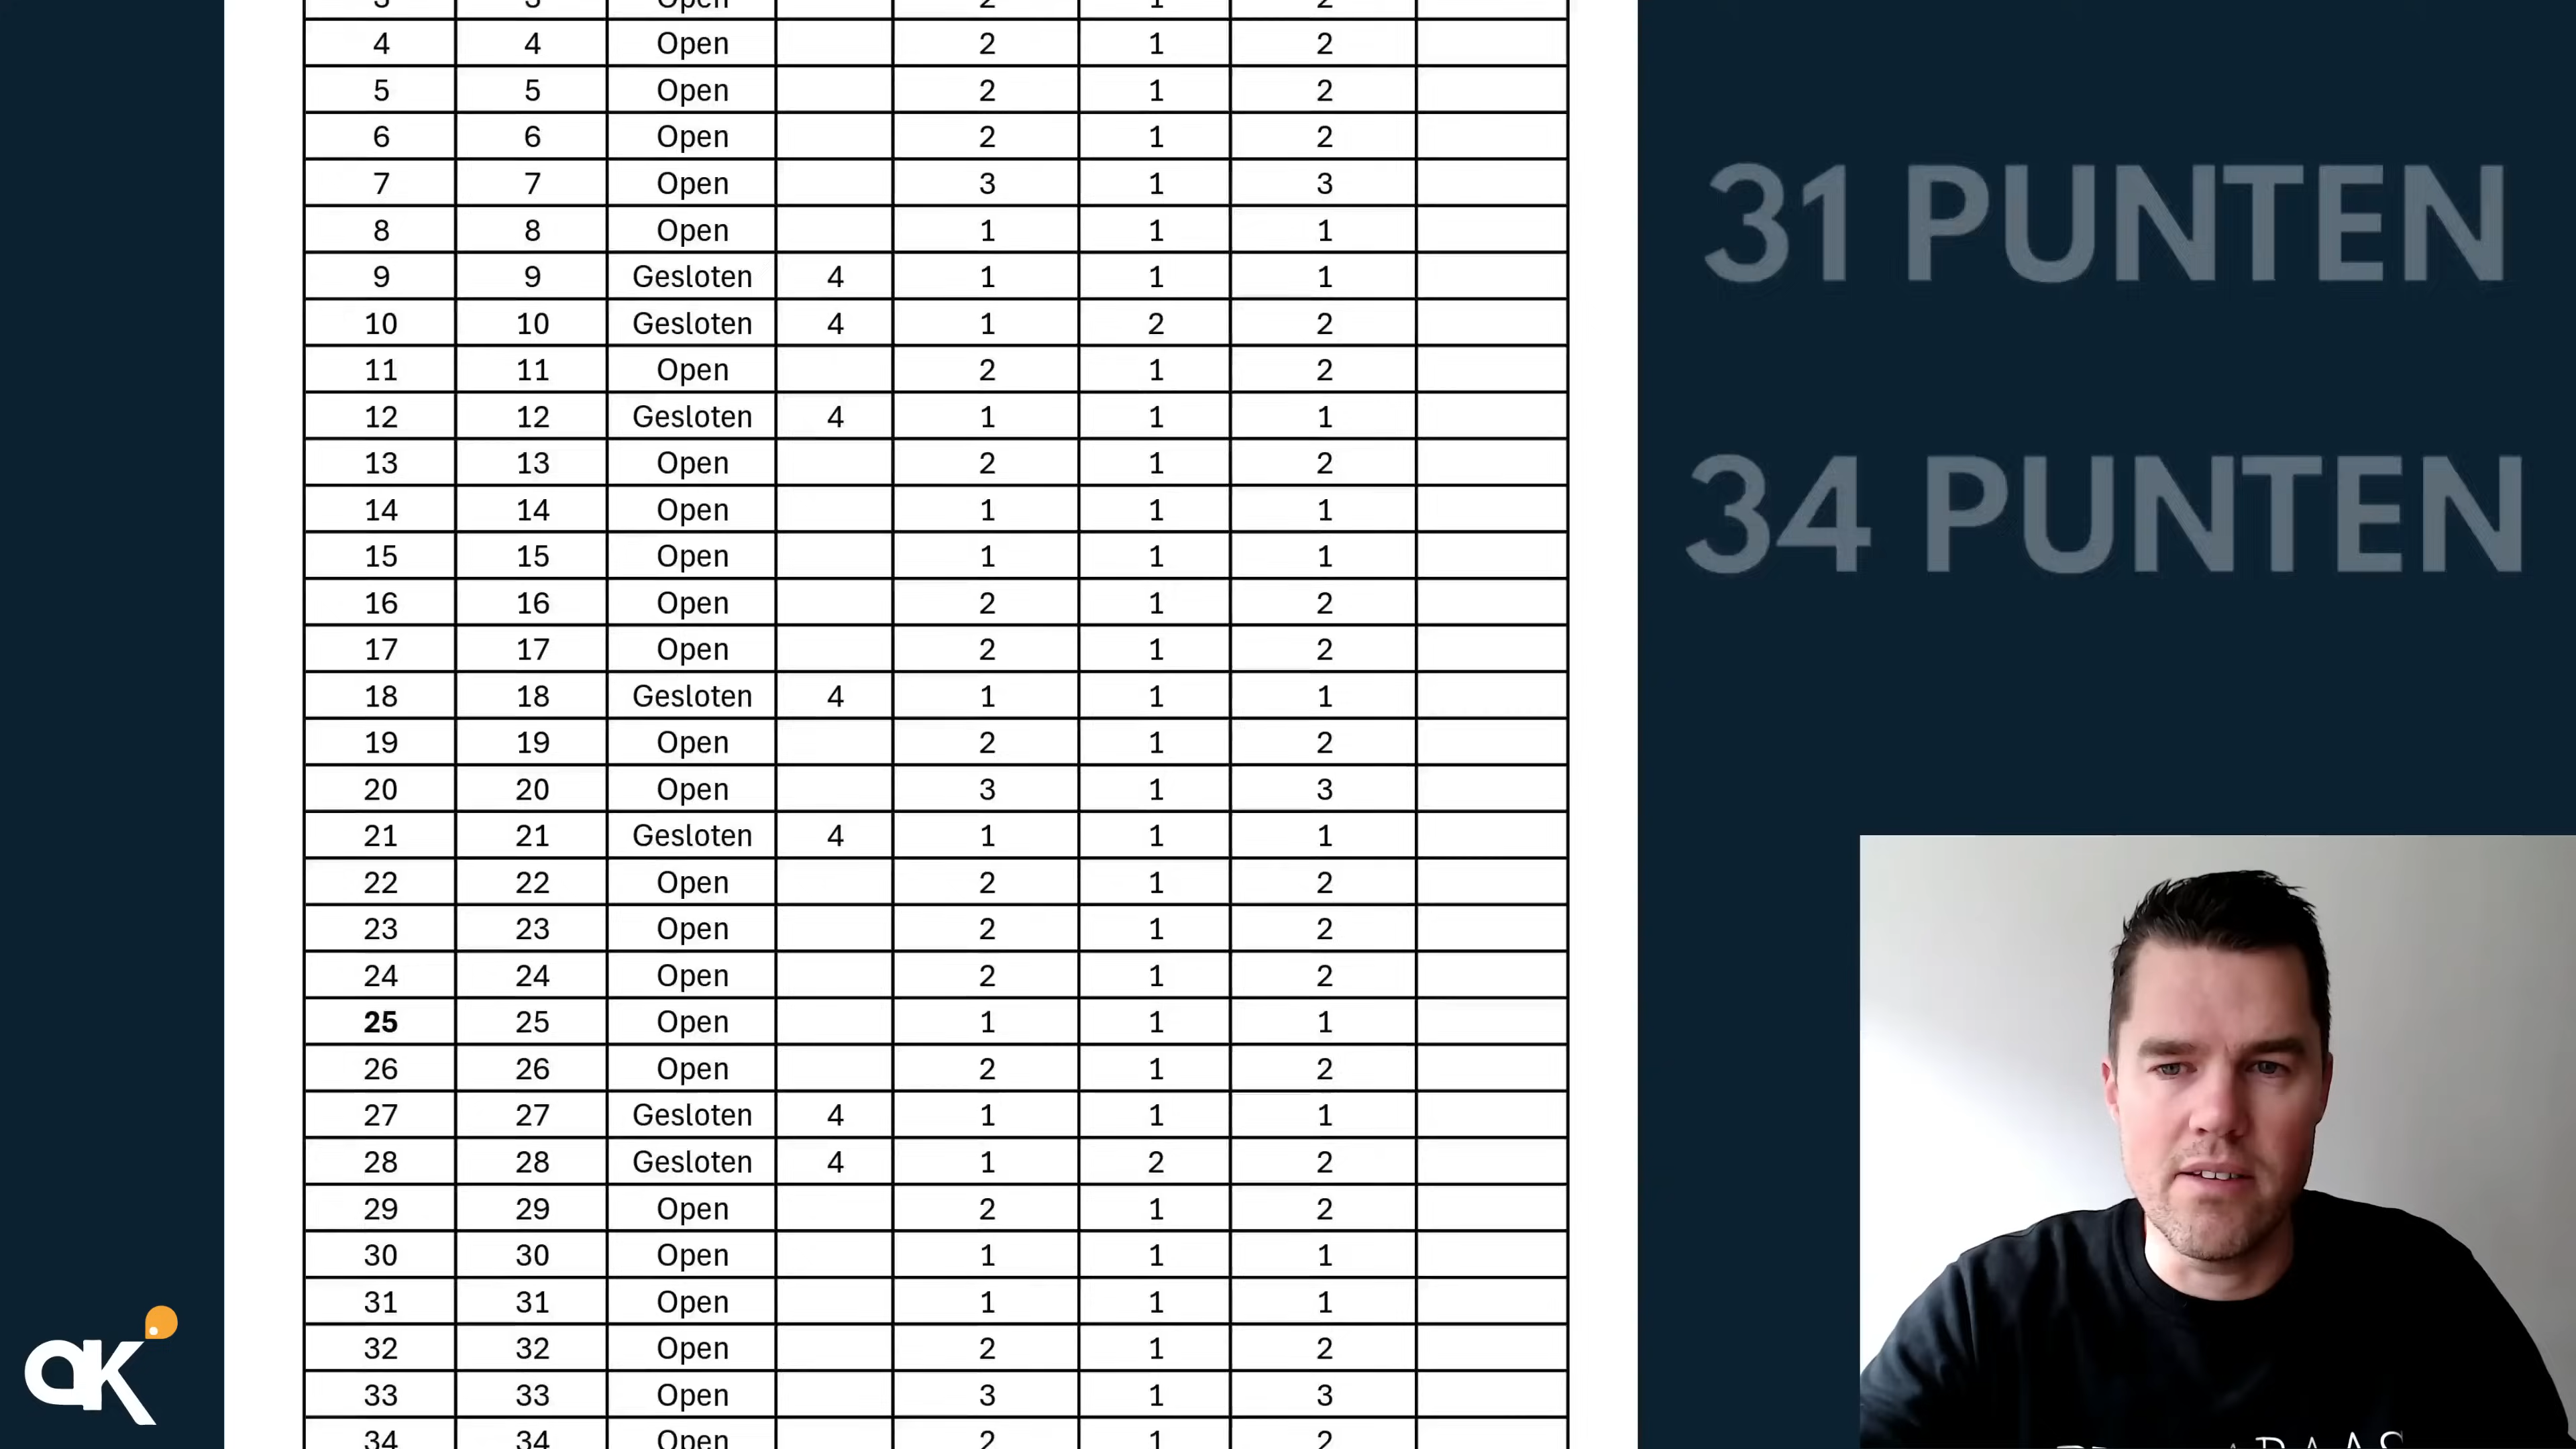 3 3 Open 2 1 2
4 4 Open 2 1 2
5 5 Open 2 1 2
6 6 Open 2 1 2
7 7 Open 3 1 3
8 8 Open 1 1 1
9 9 Gesloten 4 1 1 1
10 10 Gesloten 4 1 2 2
11 11 Open 2 1 2
12 12 Gesloten 4 1 1 1
13 13 Open 2 1 2
14 14 Open 1 1 1
15 15 Open 1 1 1
16 16 Open 2 1 2
17 17 Open 2 1 2
18 18 Gesloten 4 1 1 1
19 19 Open 2 1 2
20 20 Open 3 1 3
21 21 Gesloten 4 1 1 1
22 22 Open 2 1 2
23 23 Open 2 1 2
24 24 Open 2 1 2
25 25 Open 1 1 1
26 26 Open 2 1 2
27 27 Gesloten 4 1 1 1
28 28 Gesloten 4 1 2 2
29 29 Open 2 1 2
30 30 Open 1 1 1
31 31 Open 1 1 1
32 32 Open 2 1 2
33 33 Open 3 1 3
34 34 Open 2 1 2
31 PUNTEN
34 PUNTEN
aK